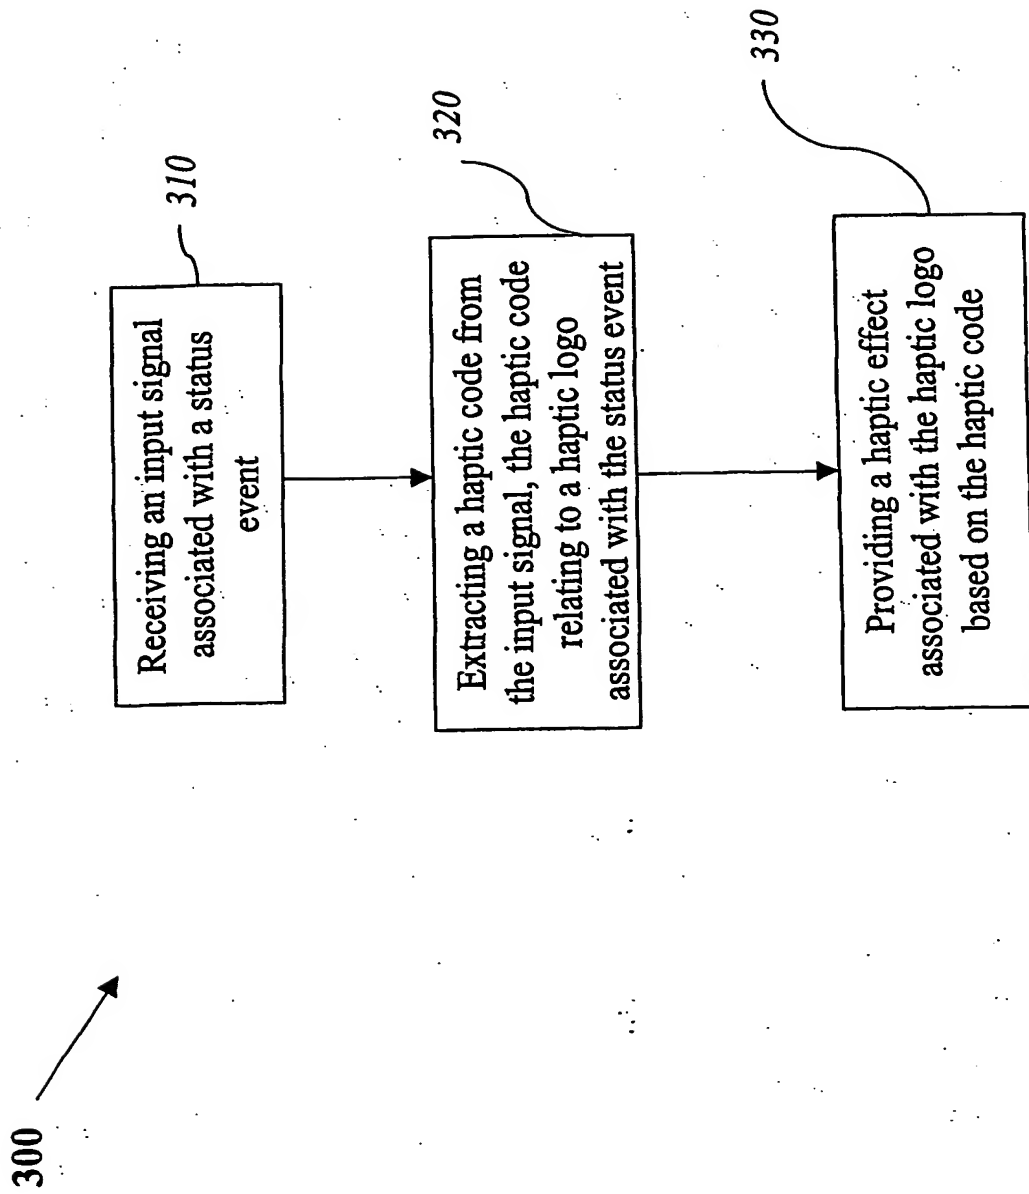 300
310
Receiving an input signal
associated with a status
event
320
Extracting a haptic code from
the input signal, the haptic code
relating to a haptic logo
associated with the status event
330
Providing a haptic effect
associated with the haptic logo
based on the haptic code